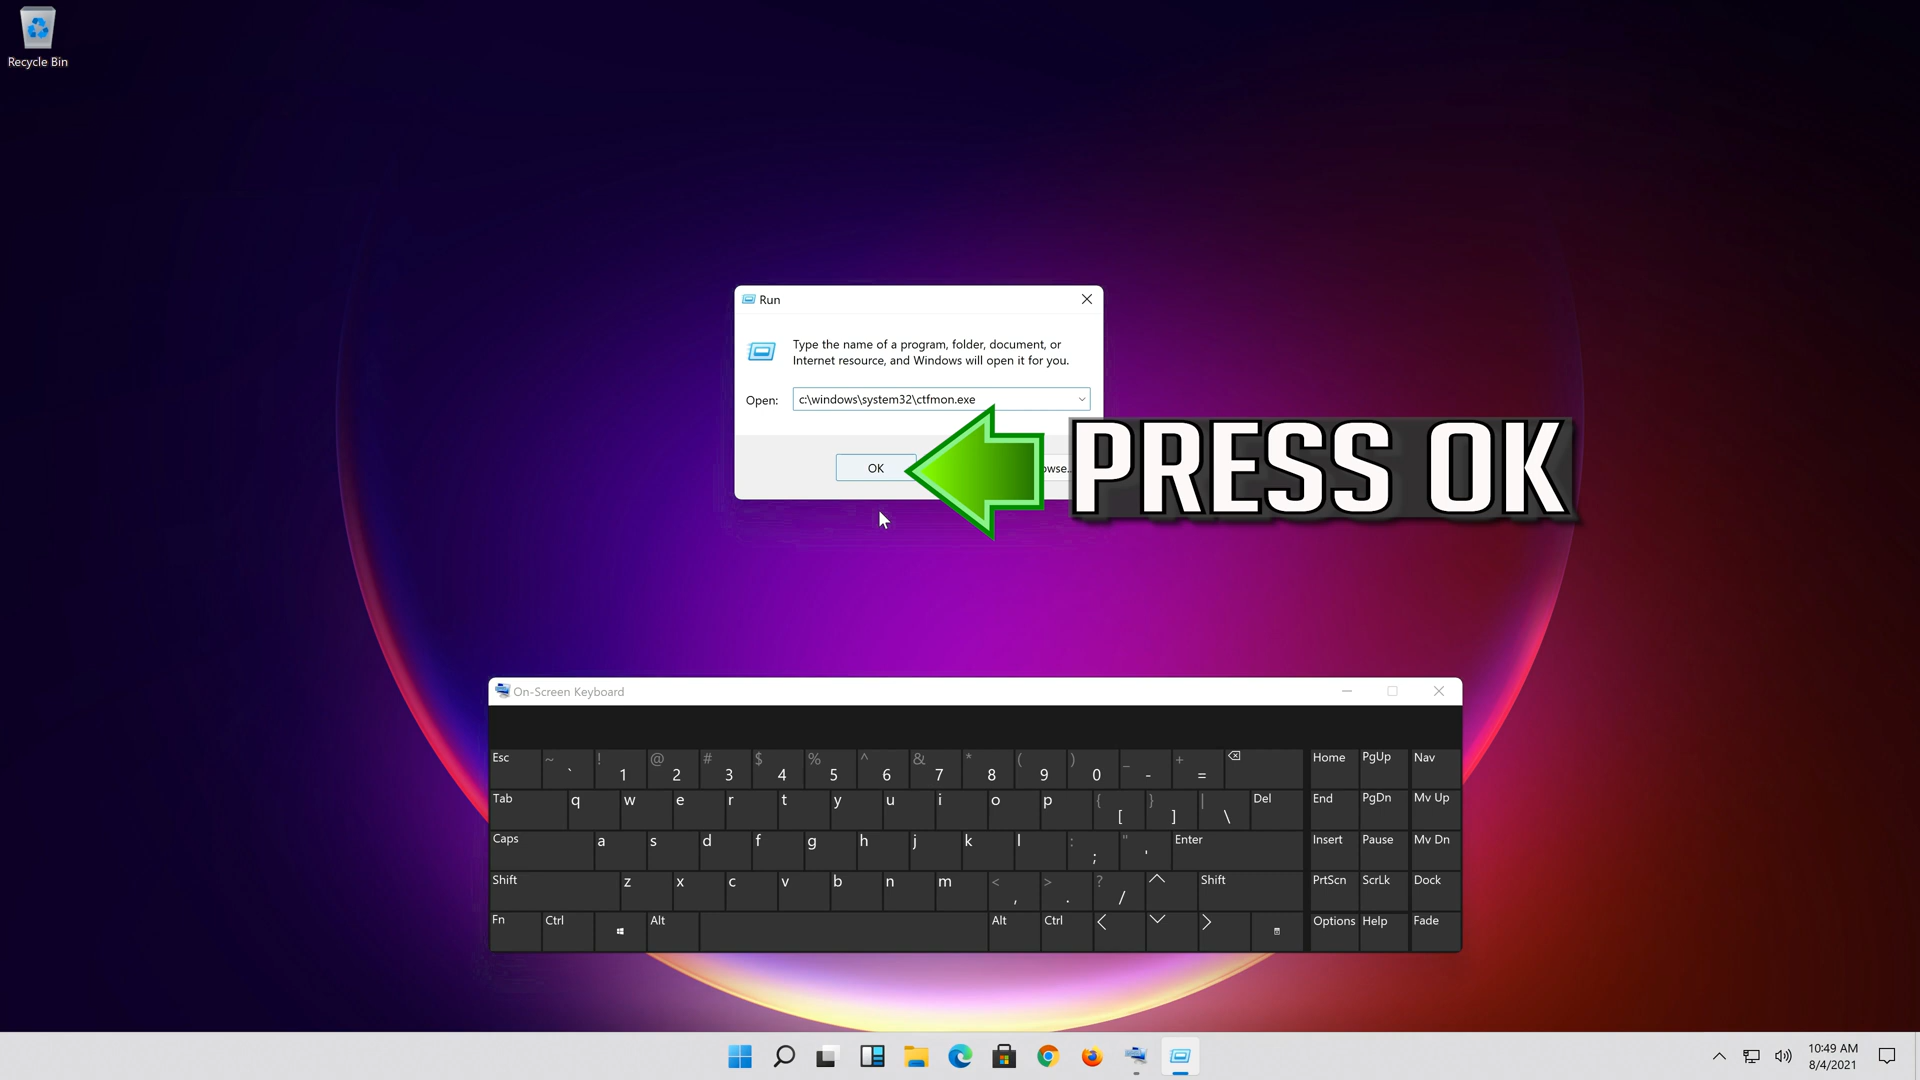 Recycle Bin
Run
Type the name of a program, folder, document, or
Internet resource, and Windows will open it for you.
Open: c:\windows\system32\ctfmon.exe
OK
PRESS OK
On-Screen Keyboard
Esc ~ ` ! 1 @ 2 # 3 $ 4 % 5 ^ 6 & 7 * 8 ( 9 ) 0 _ - + = Home PgUp Nav
Tab q w e r t y u i o p { [ } ] | \ Del End PgDn Mv Up
Caps a s d f g h j k l : ; " ' Enter Insert Pause Mv Dn
Shift z x c v b n m < , > . ? / Shift PrtScn ScrLk Dock
Fn Ctrl Alt Alt Ctrl Options Help Fade
10:49 AM
8/4/2021